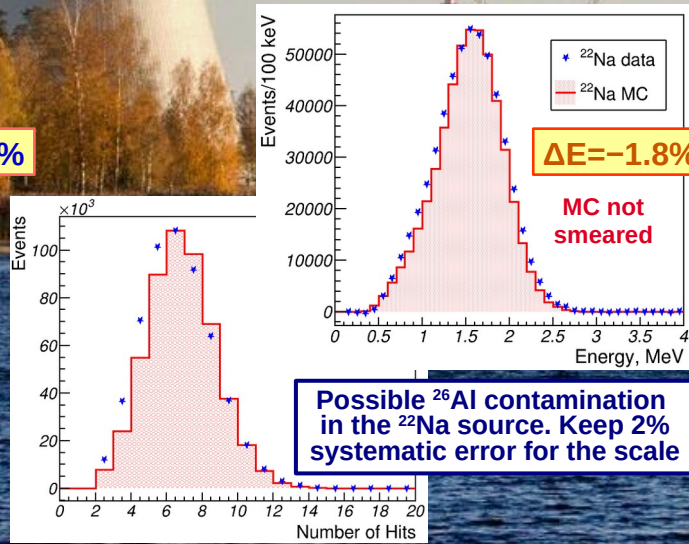 Events/100 keV
50000
40000
30000
20000
10000
0
²²Na data
²²Na MC
0 0.5 1 1.5 2 2.5 3 3.5 4
Energy, MeV
%
ΔE=−1.8%
MC not
smeared
×10³
Events
100
80
60
40
20
0
0 2 4 6 8 10 12 14 16 18 20
Number of Hits
Possible ²⁶Al contamination
in the ²²Na source. Keep 2%
systematic error for the scale